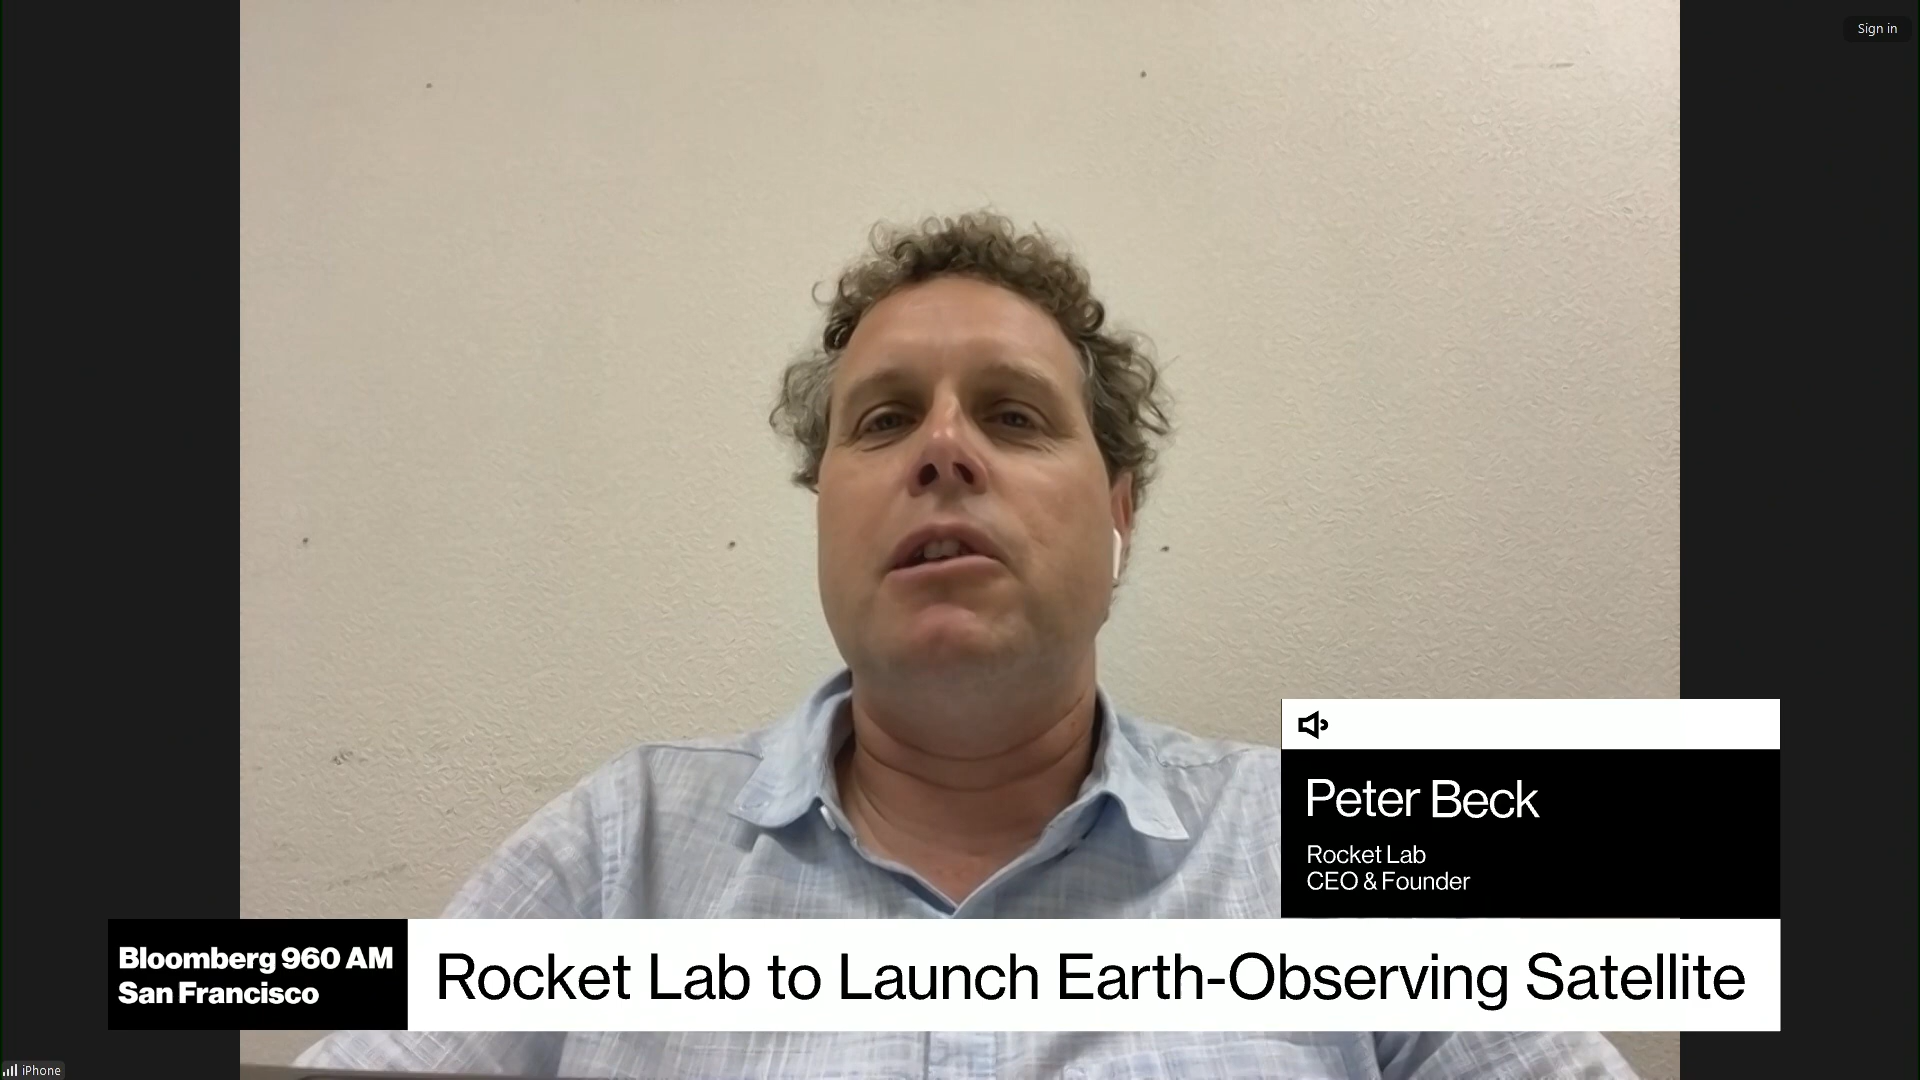 Sign in
Peter Beck
Rocket Lab
CEO & Founder
Bloomberg 960 AM
San Francisco
Rocket Lab to Launch Earth-Observing Satellite
iPhone